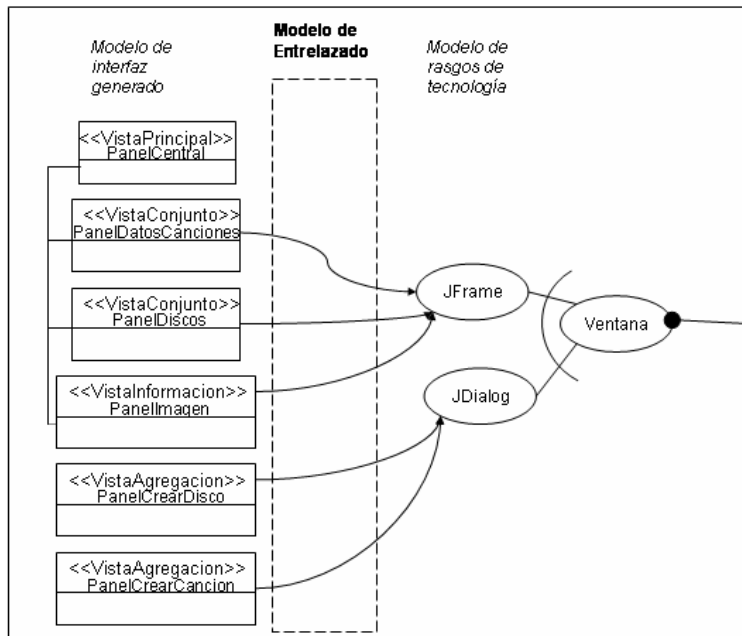 Modelo de
interfaz
generado
Modelo de
Entrelazado
Modelo de
rasgos de
tecnología
<<VistaPrincipal>>
PanelCentral
<<VistaConjunto>>
PanelDatosCanciones
<<VistaConjunto>>
PanelDiscos
<<VistaInformacion>>
PanelImagen
<<VistaAgregacion>>
PanelCrearDisco
<<VistaAgregacion>>
PanelCrearCancion
JFrame
JDialog
Ventana